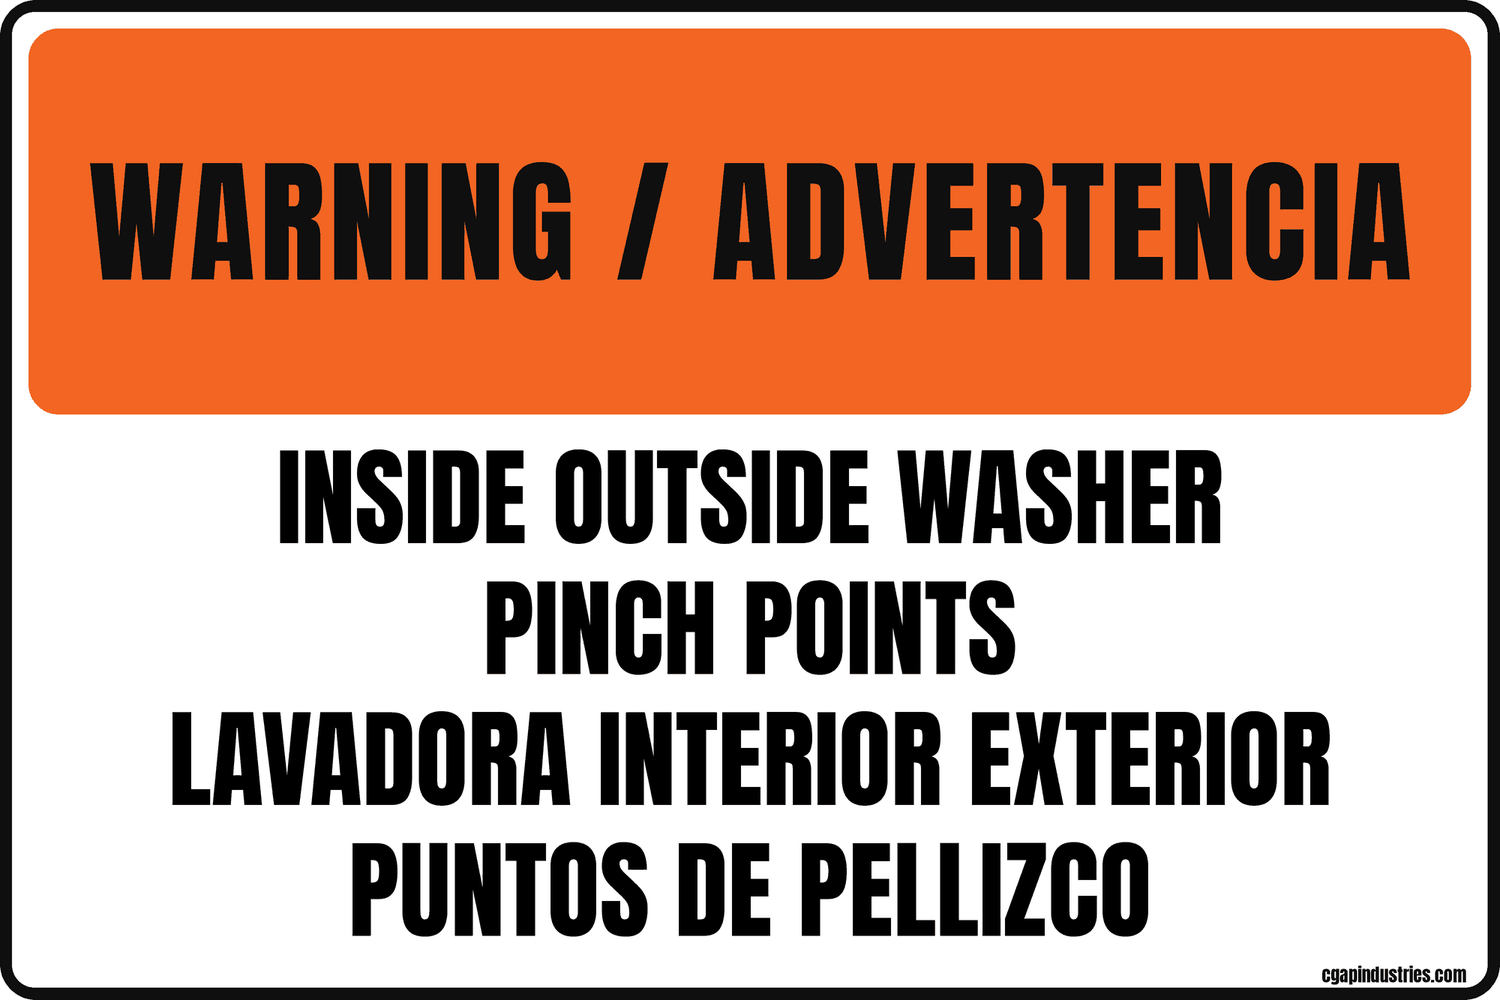 WARNING / ADVERTENCIA
INSIDE OUTSIDE WASHER
PINCH POINTS
LAVADORA INTERIOR EXTERIOR
PUNTOS DE PELLIZCO
cgapindustries.com